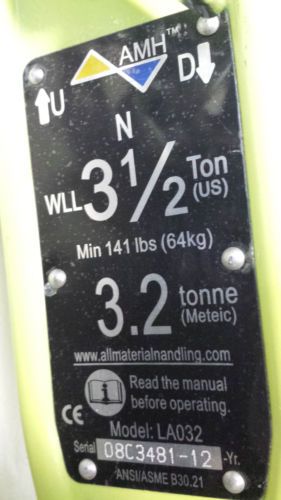 AMH™
U D
N
WLL 3 1/2 Ton (US)
Min 141 lbs (64kg)
3.2 tonne (Meteic)
www.allmaterialhandling.com
Read the manual
before operating.
CE Model: LA032
Serial 08C3481-12 -Yr.
ANSI/ASME B30.21